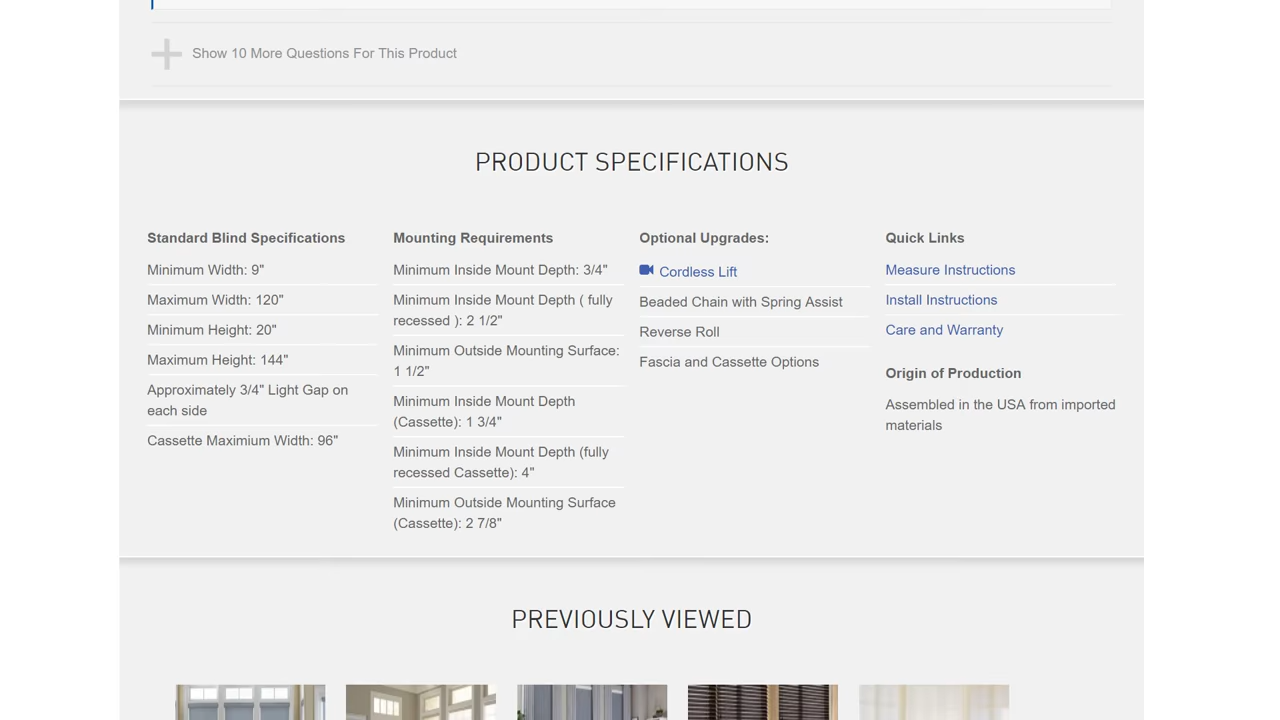 Show 10 More Questions For This Product
PRODUCT SPECIFICATIONS
Standard Blind Specifications
Minimum Width: 9"
Maximum Width: 120"
Minimum Height: 20"
Maximum Height: 144"
Approximately 3/4" Light Gap on
each side
Cassette Maximium Width: 96"
Mounting Requirements
Minimum Inside Mount Depth: 3/4"
Minimum Inside Mount Depth ( fully
recessed ): 2 1/2"
Minimum Outside Mounting Surface:
1 1/2"
Minimum Inside Mount Depth
(Cassette): 1 3/4"
Minimum Inside Mount Depth (fully
recessed Cassette): 4"
Minimum Outside Mounting Surface
(Cassette): 2 7/8"
Optional Upgrades:
Cordless Lift
Beaded Chain with Spring Assist
Reverse Roll
Fascia and Cassette Options
Quick Links
Measure Instructions
Install Instructions
Care and Warranty
Origin of Production
Assembled in the USA from imported
materials
PREVIOUSLY VIEWED